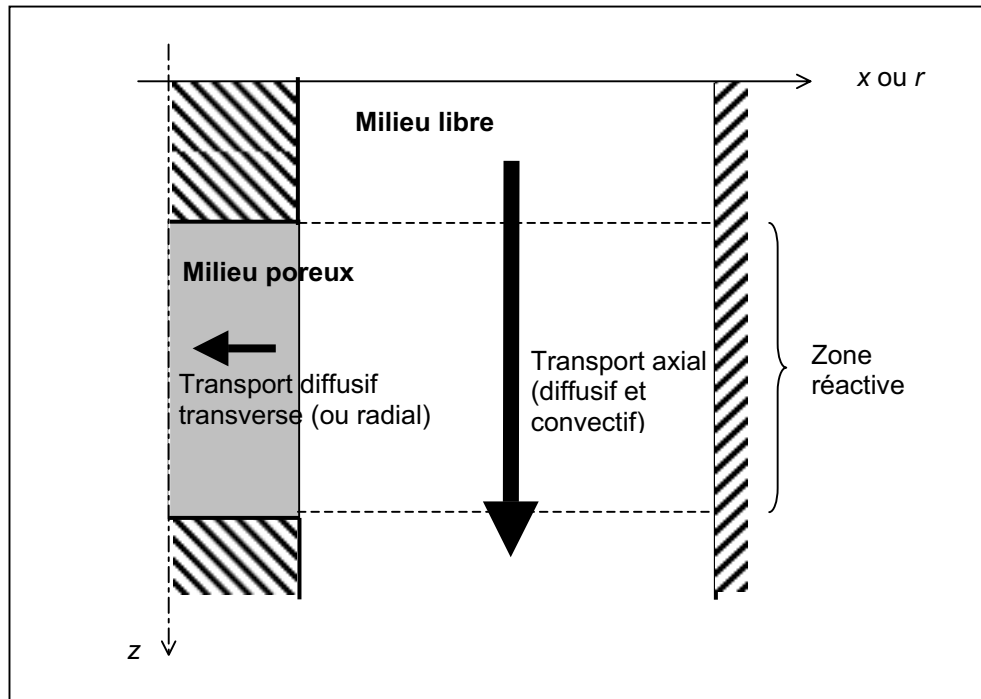 x ou r
Milieu libre
Milieu poreux
Transport diffusif
transverse (ou radial)
Transport axial
(diffusif et
convectif)
Zone
réactive
z